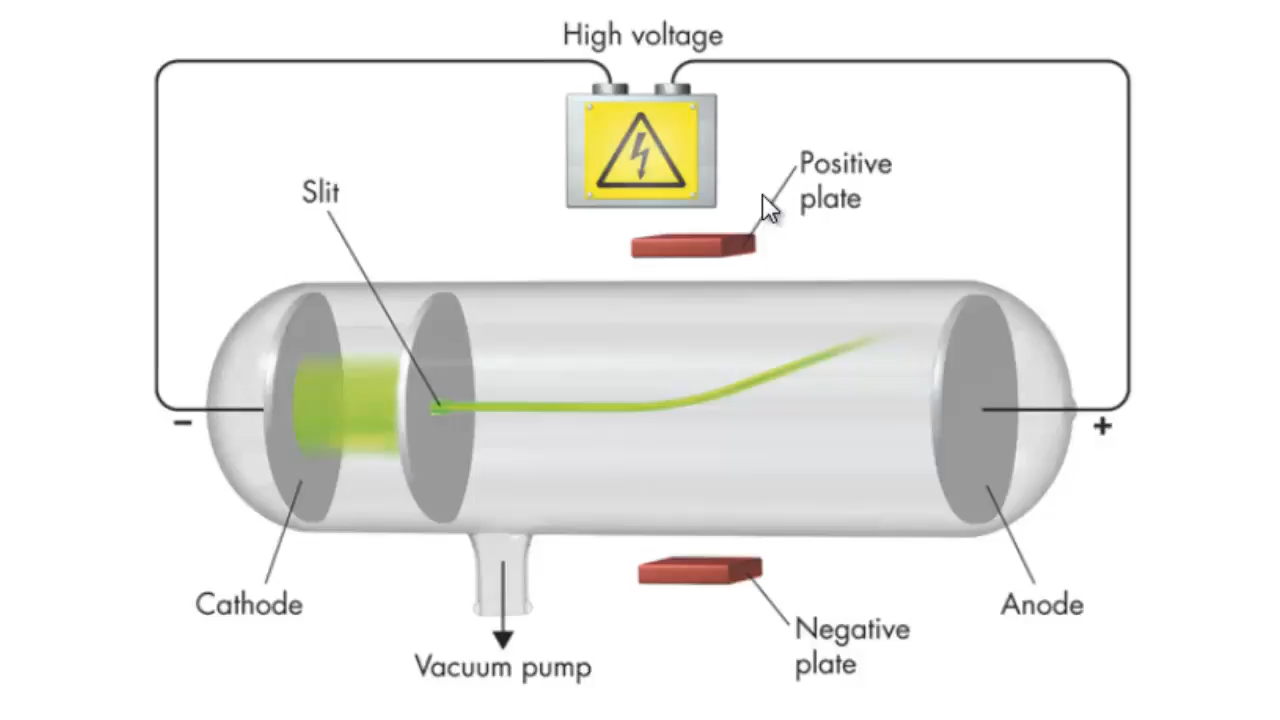 High voltage
Positive
plate
Slit
−
+
Cathode
Anode
Negative
plate
Vacuum pump